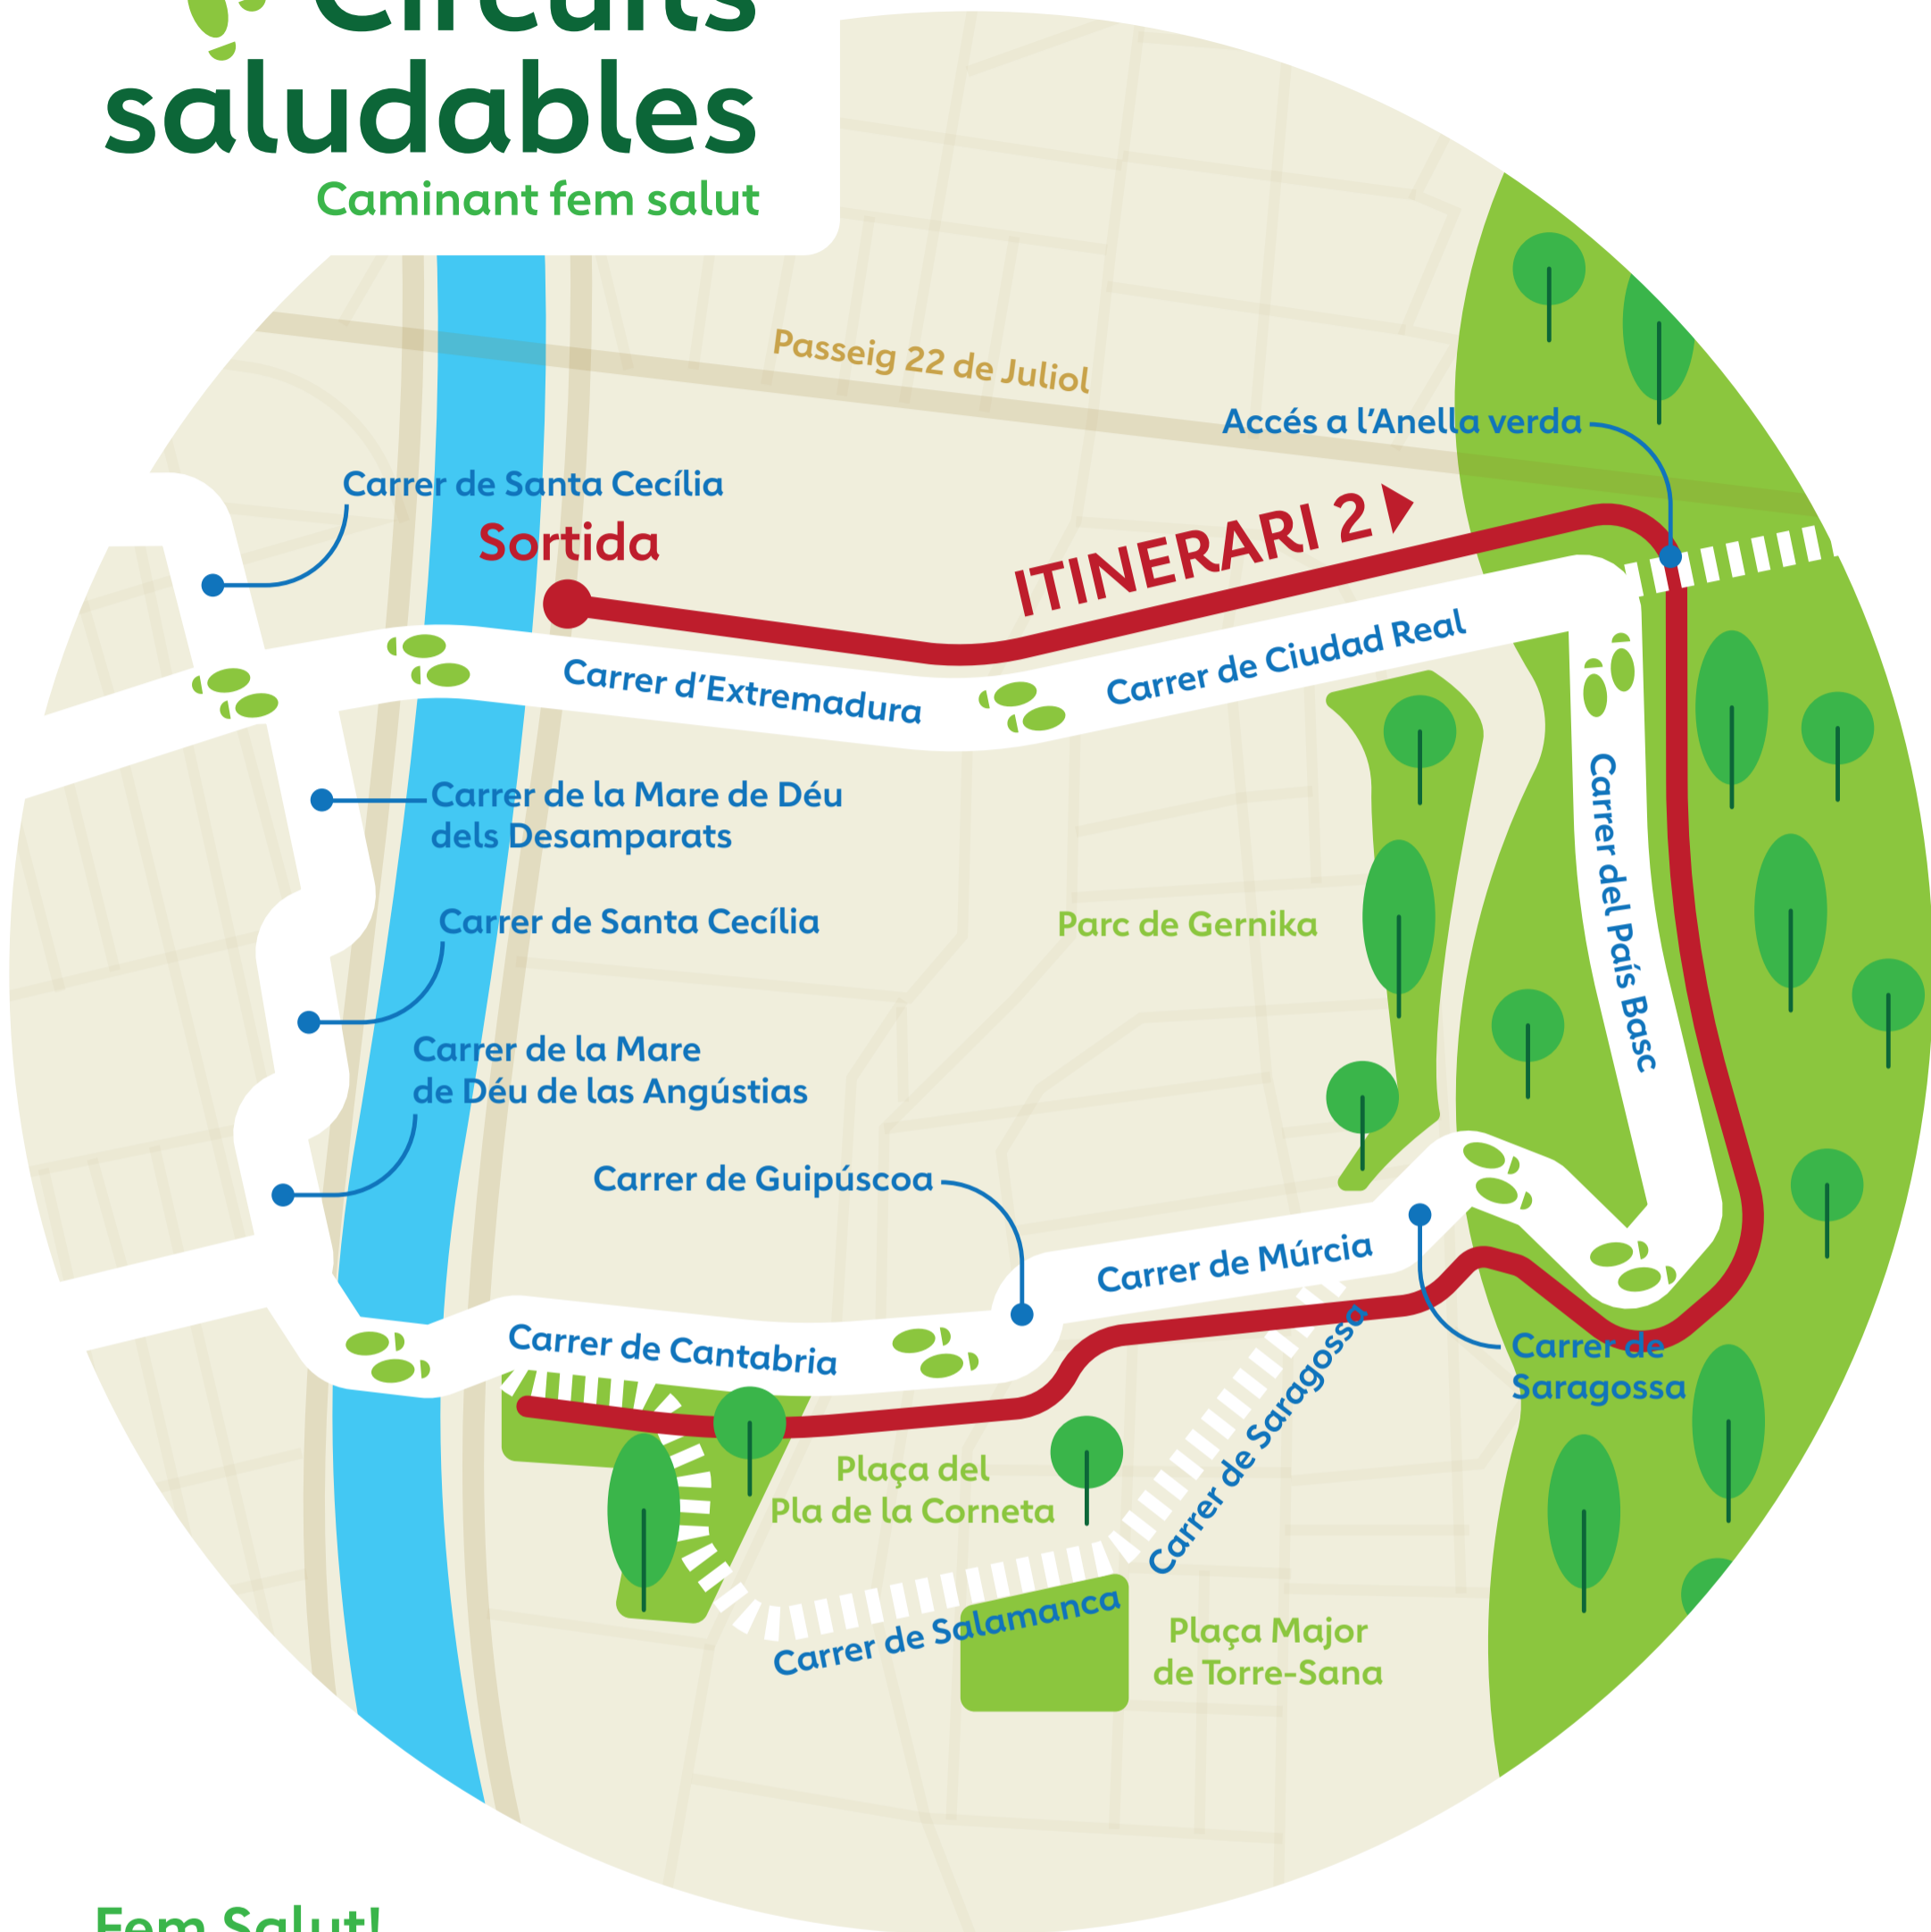 Circuits
saludables
Caminant fem salut
Passeig 22 de Juliol
Accés a l'Anella verda
Carrer de Santa Cecília
Sortida
ITINERARI 2
Carrer d'Extremadura
Carrer de Ciudad Real
Carrer de la Mare de Déu
dels Desamparats
Carrer del País Basc
Carrer de Santa Cecília
Parc de Gernika
Carrer de la Mare
de Déu de las Angústias
Carrer de Guipúscoa
Carrer de Múrcia
Carrer de Cantabria
Carrer de
Saragossa
Carrer de Saragossa
Plaça del
Pla de la Corneta
Carrer de Salamanca
Plaça Major
de Torre-Sana
Fem Salut!